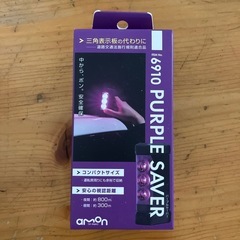 三角表示板の代わりに
道路交通法施行規則適合品
中から、ポン。安全確保
6910 PURPLE SAVER
コンパクトサイズ
安心の視認距離
夜間：約800m
昼間：約300m
amon